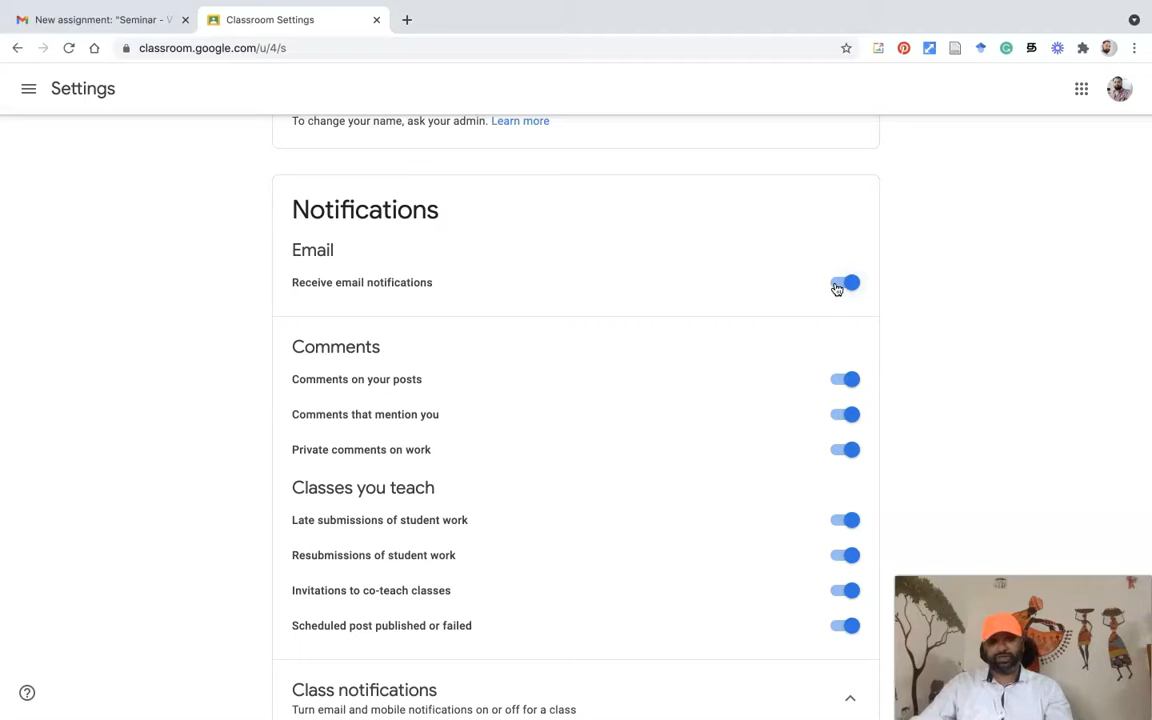 New assignment: "Seminar - V
Classroom Settings
classroom.google.com/u/4/s
Settings
To change your name, ask your admin. Learn more
Notifications
Email
Receive email notifications
Comments
Comments on your posts
Comments that mention you
Private comments on work
Classes you teach
Late submissions of student work
Resubmissions of student work
Invitations to co-teach classes
Scheduled post published or failed
Class notifications
Turn email and mobile notifications on or off for a class